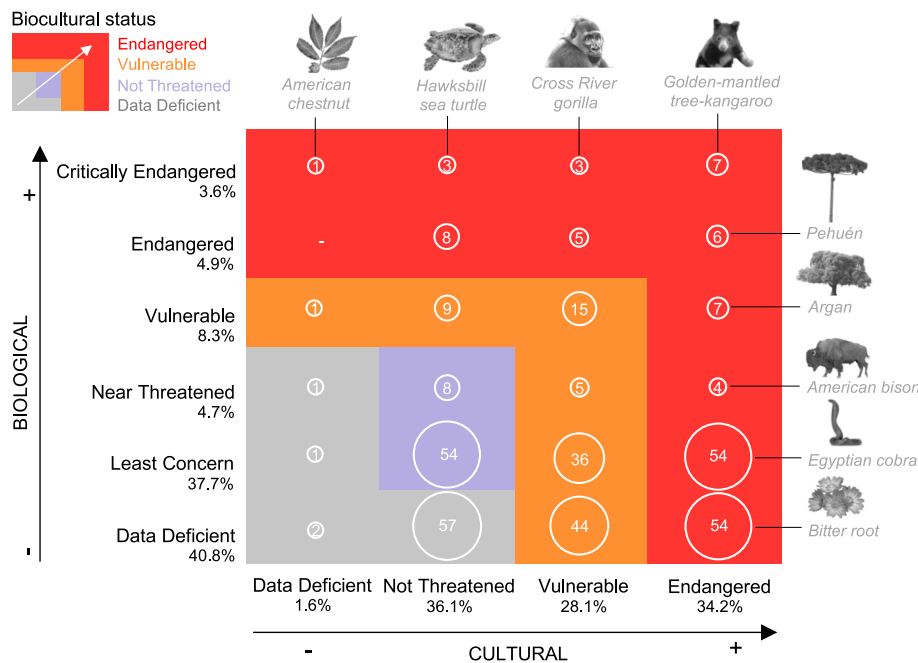 Biocultural status
Endangered
Vulnerable
Not Threatened
Data Deficient
American
chestnut
Hawksbill
sea turtle
Cross River
gorilla
Golden-mantled
tree-kangaroo
BIOLOGICAL
+
-
Critically Endangered
3.6%
1 3 3 7
Endangered
4.9%
- 8 5 6
Pehuén
Vulnerable
8.3%
1 9 15 7
Argan
Near Threatened
4.7%
1 8 5 4
American bison
Least Concern
37.7%
1 54 36 54
Egyptian cobra
Data Deficient
40.8%
2 57 44 54
Bitter root
Data Deficient
1.6%
Not Threatened
36.1%
Vulnerable
28.1%
Endangered
34.2%
- CULTURAL +